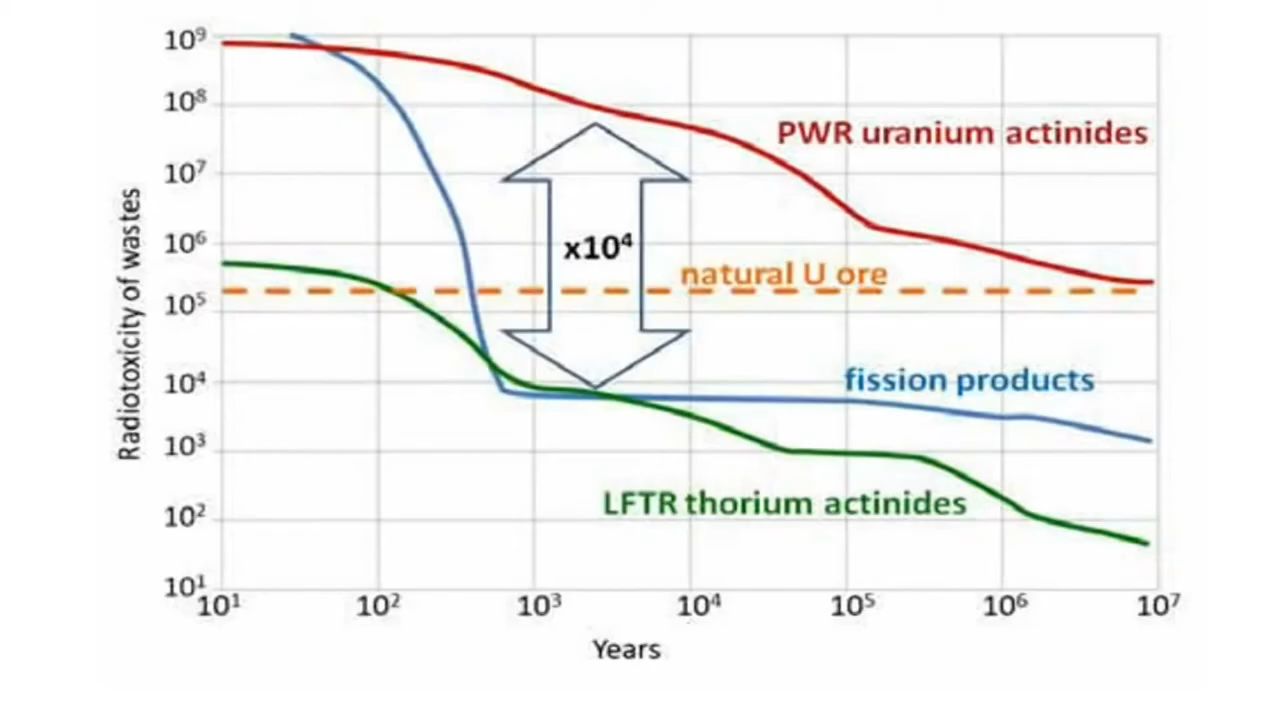 10⁹
10⁸
10⁷
10⁶
10⁵
10⁴
10³
10²
10¹
Radiotoxicity of wastes
PWR uranium actinides
x10⁴
natural U ore
fission products
LFTR thorium actinides
10¹ 10² 10³ 10⁴ 10⁵ 10⁶ 10⁷
Years